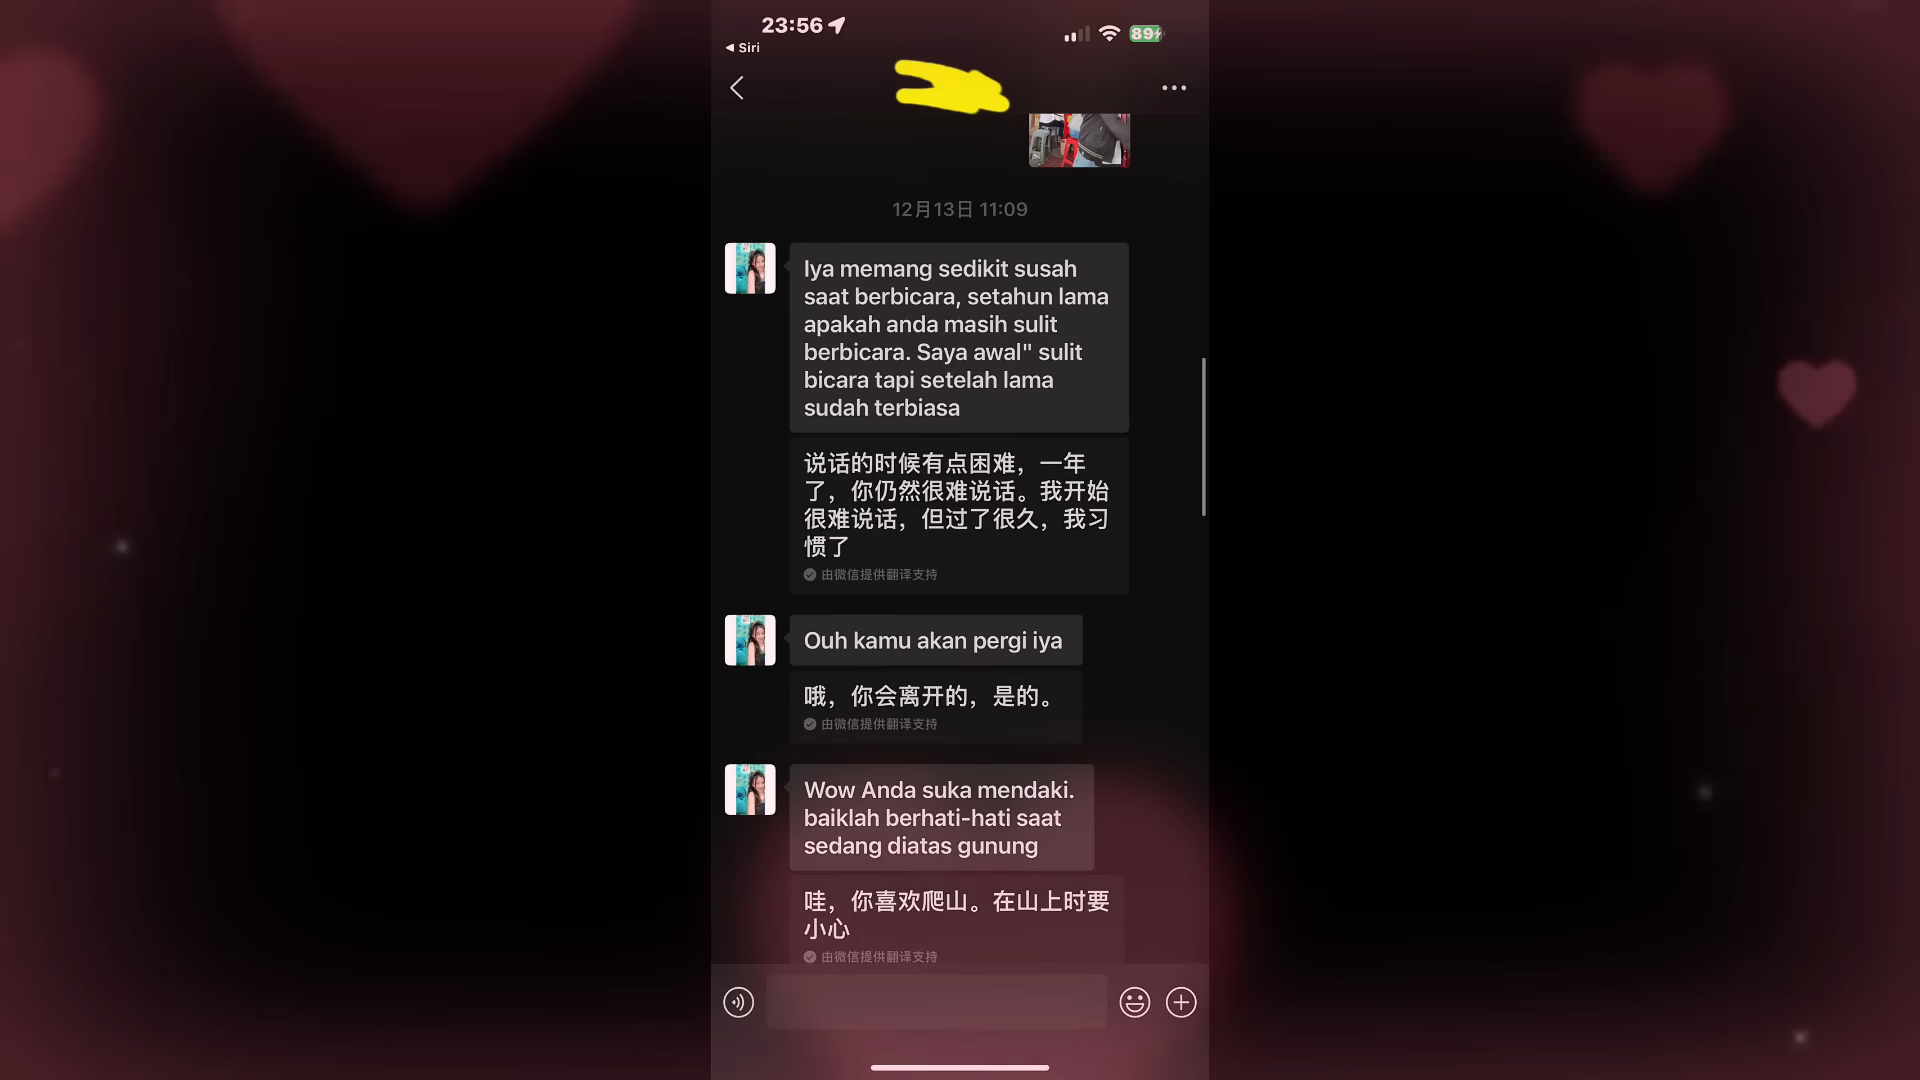 23:56
Siri
89
12月13日 11:09
Iya memang sedikit susah
saat berbicara, setahun lama
apakah anda masih sulit
berbicara. Saya awal" sulit
bicara tapi setelah lama
sudah terbiasa
说话的时候有点困难，一年
了，你仍然很难说话。我开始
很难说话，但过了很久，我习
惯了
由微信提供翻译支持
Ouh kamu akan pergi iya
哦，你会离开的，是的。
由微信提供翻译支持
Wow Anda suka mendaki.
baiklah berhati-hati saat
sedang diatas gunung
哇，你喜欢爬山。在山上时要
小心
由微信提供翻译支持